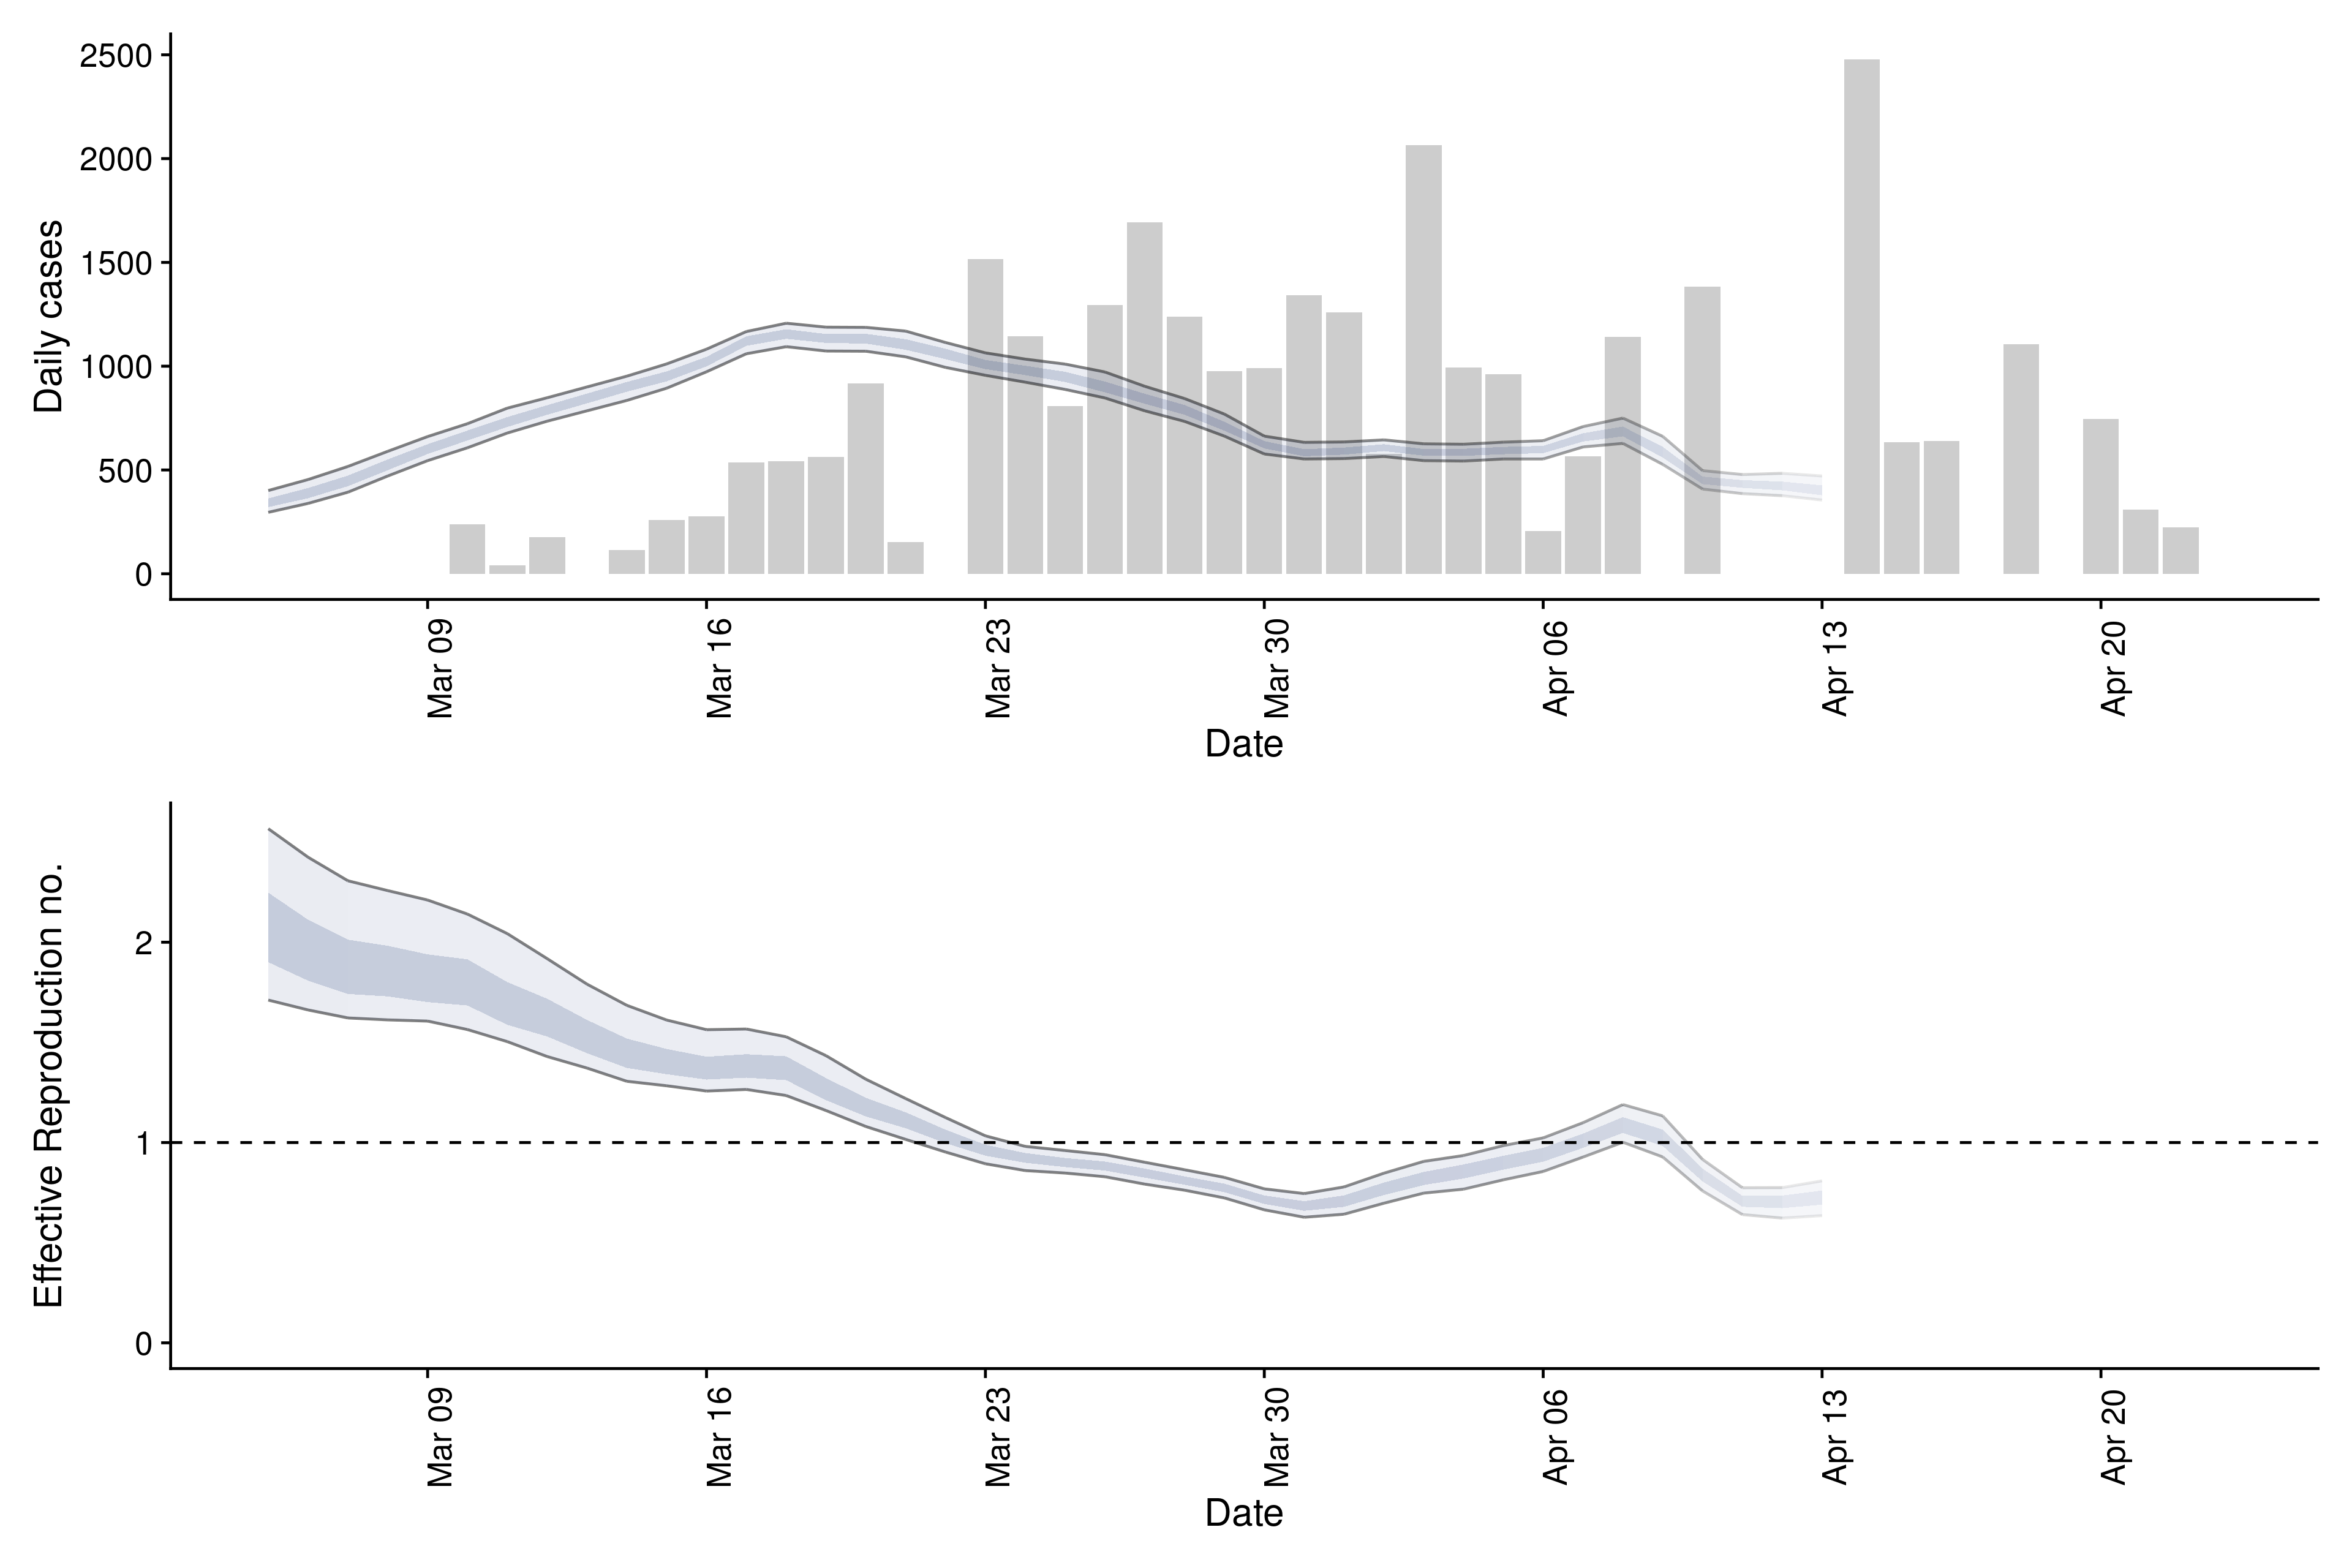 Daily cases
2500
2000
1500
1000
500
0
Mar 09
Mar 16
Mar 23
Mar 30
Apr 06
Apr 13
Apr 20
Date
Effective Reproduction no.
2
1
0
Mar 09
Mar 16
Mar 23
Mar 30
Apr 06
Apr 13
Apr 20
Date